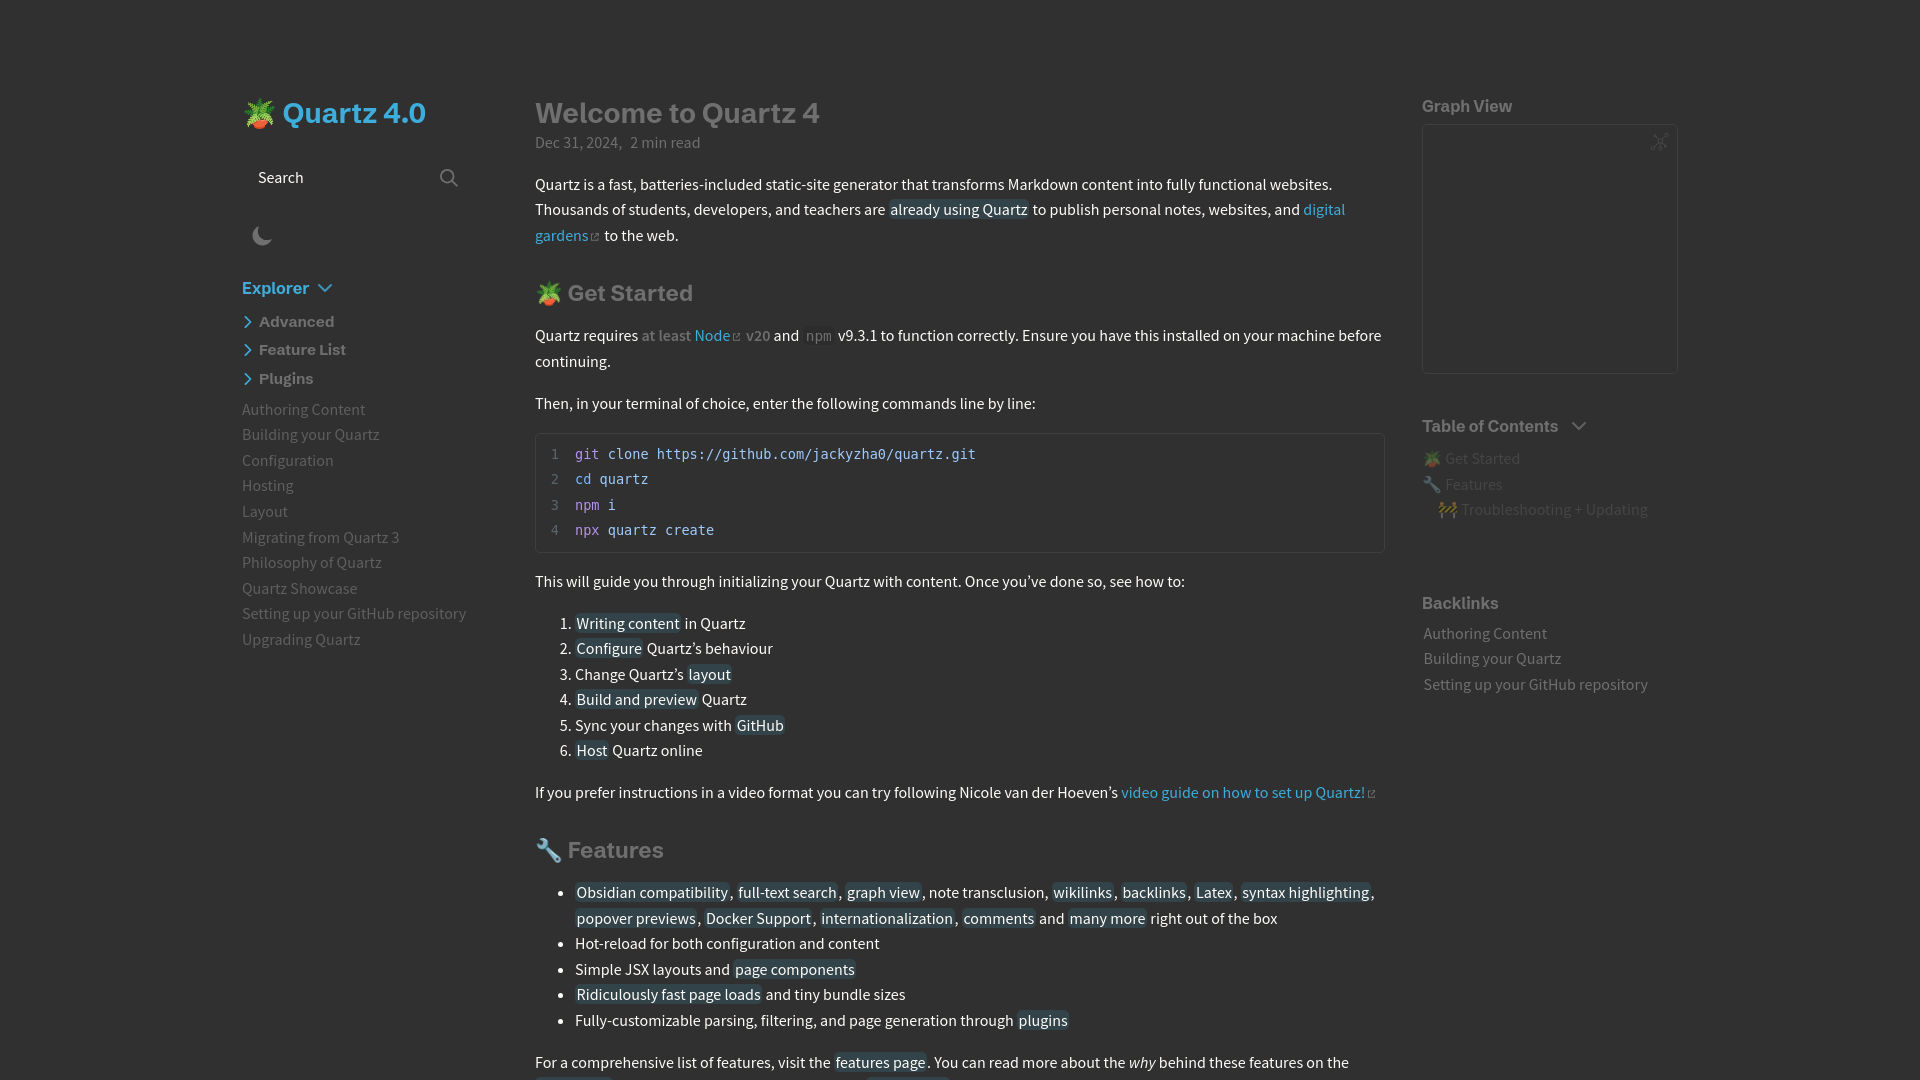 🪴 Quartz 4.0
Search
Explorer
Advanced
Feature List
Plugins
Authoring Content
Building your Quartz
Configuration
Hosting
Layout
Migrating from Quartz 3
Philosophy of Quartz
Quartz Showcase
Setting up your GitHub repository
Upgrading Quartz
Welcome to Quartz 4
Dec 31, 2024, 2 min read
Quartz is a fast, batteries-included static-site generator that transforms Markdown content into fully functional websites.
Thousands of students, developers, and teachers are already using Quartz to publish personal notes, websites, and digital
gardens to the web.
🪴 Get Started
Quartz requires at least Node v20 and npm v9.3.1 to function correctly. Ensure you have this installed on your machine before
continuing.
Then, in your terminal of choice, enter the following commands line by line:
1 git clone https://github.com/jackyzha0/quartz.git
2 cd quartz
3 npm i
4 npx quartz create
This will guide you through initializing your Quartz with content. Once you’ve done so, see how to:
1. Writing content in Quartz
2. Configure Quartz’s behaviour
3. Change Quartz’s layout
4. Build and preview Quartz
5. Sync your changes with GitHub
6. Host Quartz online
If you prefer instructions in a video format you can try following Nicole van der Hoeven’s video guide on how to set up Quartz!
🔧 Features
• Obsidian compatibility, full-text search, graph view, note transclusion, wikilinks, backlinks, Latex, syntax highlighting,
popover previews, Docker Support, internationalization, comments and many more right out of the box
• Hot-reload for both configuration and content
• Simple JSX layouts and page components
• Ridiculously fast page loads and tiny bundle sizes
• Fully-customizable parsing, filtering, and page generation through plugins
For a comprehensive list of features, visit the features page. You can read more about the why behind these features on the
Graph View
Table of Contents
🪴 Get Started
🔧 Features
🚧 Troubleshooting + Updating
Backlinks
Authoring Content
Building your Quartz
Setting up your GitHub repository